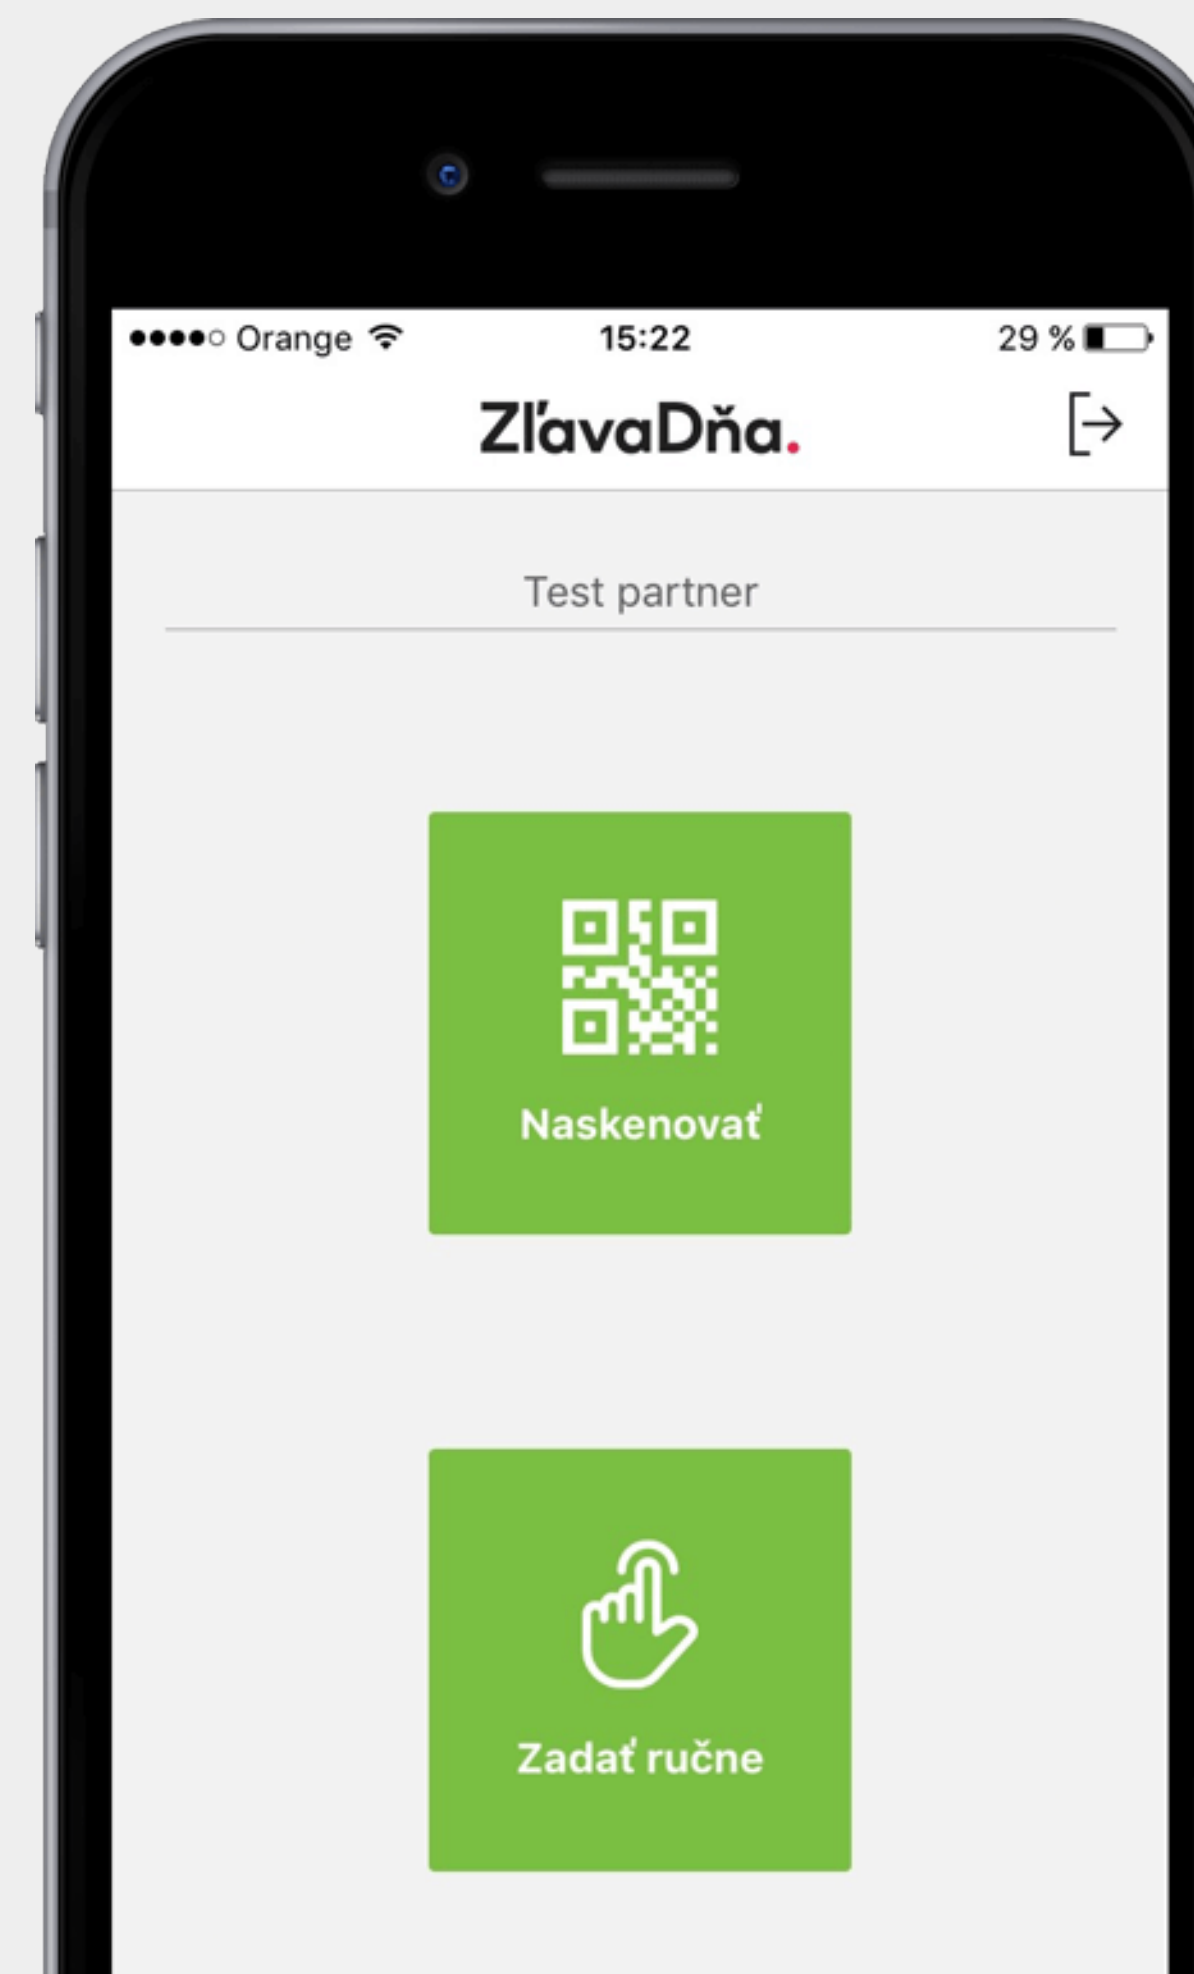 Orange 15:22 29 %
ZľavaDňa.
Test partner
Naskenovať
Zadať ručne